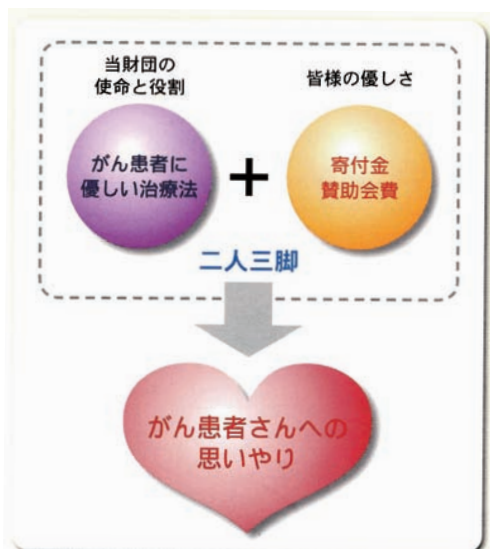 当財団の
使命と役割
皆様の優しさ
がん患者に
優しい治療法
+
寄付金
賛助会費
二人三脚
がん患者さんへの
思いやり